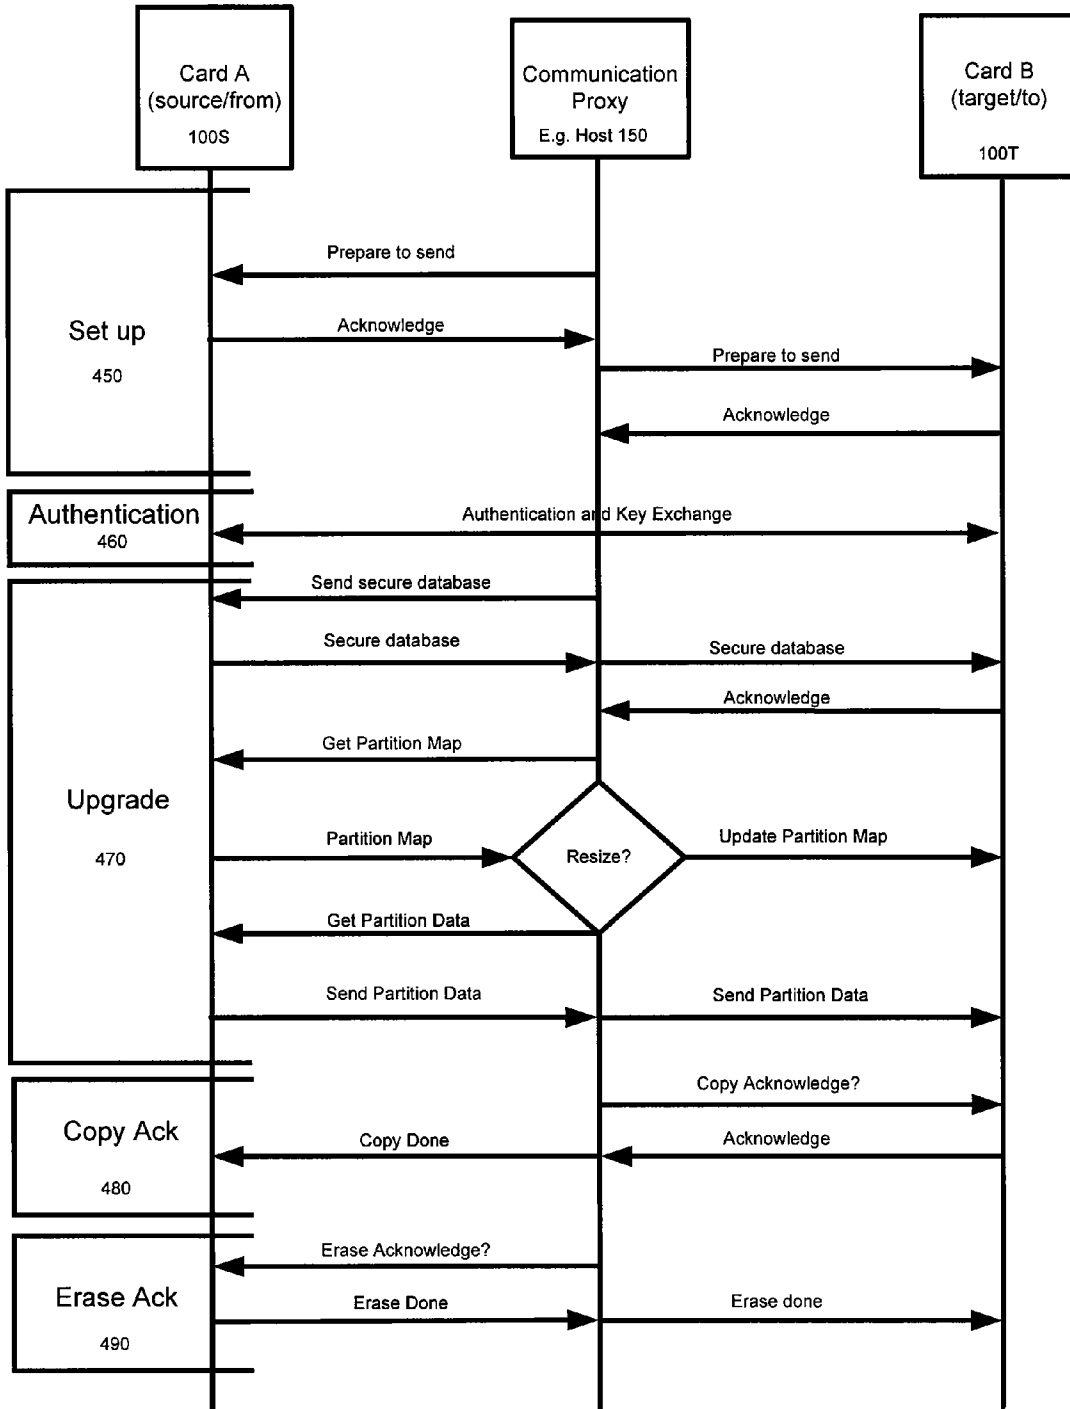 Card A
(source/from)
100S
Communication
Proxy
E.g. Host 150
Card B
(target/to)
100T
Set up
450
Prepare to send
Acknowledge
Prepare to send
Acknowledge
Authentication
460
Authentication and Key Exchange
Upgrade
470
Send secure database
Secure database
Secure database
Acknowledge
Get Partition Map
Partition Map
Resize?
Update Partition Map
Get Partition Data
Send Partition Data
Send Partition Data
Copy Ack
480
Copy Acknowledge?
Copy Done
Acknowledge
Erase Ack
490
Erase Acknowledge?
Erase Done
Erase done